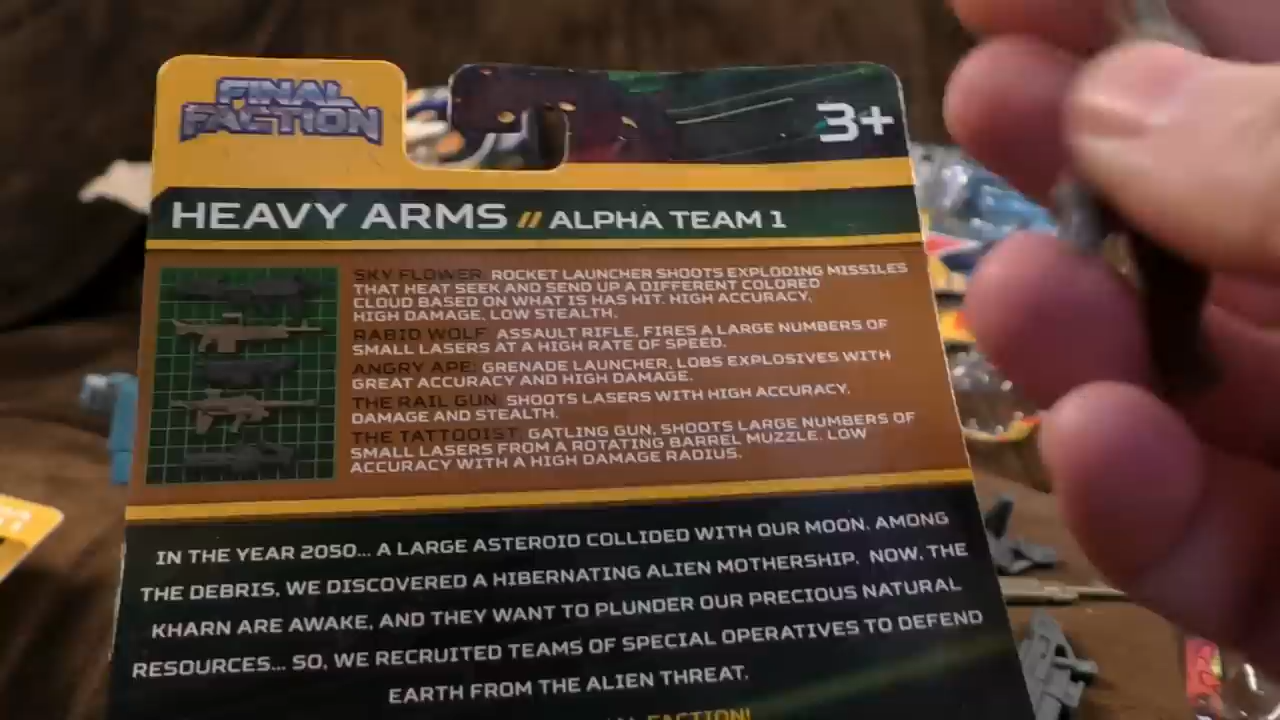 FINAL
FACTION
3+
HEAVY ARMS // ALPHA TEAM 1
SKY FLOWER: ROCKET LAUNCHER SHOOTS EXPLODING MISSILES
THAT HEAT SEEK AND SEND UP A DIFFERENT COLORED
CLOUD BASED ON WHAT IS HAS HIT. HIGH ACCURACY,
HIGH DAMAGE, LOW STEALTH.
RABID WOLF: ASSAULT RIFLE, FIRES A LARGE NUMBERS OF
SMALL LASERS AT A HIGH RATE OF SPEED.
ANGRY APE: GRENADE LAUNCHER, LOBS EXPLOSIVES WITH
GREAT ACCURACY AND HIGH DAMAGE.
THE RAIL GUN: SHOOTS LASERS WITH HIGH ACCURACY,
DAMAGE AND STEALTH.
THE TATTOOIST: GATLING GUN, SHOOTS LARGE NUMBERS OF
SMALL LASERS FROM A ROTATING BARREL MUZZLE. LOW
ACCURACY WITH A HIGH DAMAGE RADIUS.
IN THE YEAR 2050... A LARGE ASTEROID COLLIDED WITH OUR MOON. AMONG
THE DEBRIS, WE DISCOVERED A HIBERNATING ALIEN MOTHERSHIP. NOW, THE
KHARN ARE AWAKE, AND THEY WANT TO PLUNDER OUR PRECIOUS NATURAL
RESOURCES... SO, WE RECRUITED TEAMS OF SPECIAL OPERATIVES TO DEFEND
EARTH FROM THE ALIEN THREAT.
FACTION!